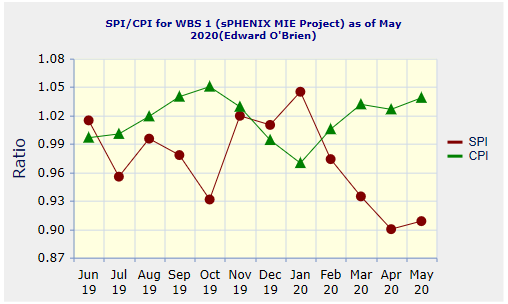 SPI/CPI for WBS 1 (sPHENIX MIE Project) as of May
2020(Edward O'Brien)
1.08
1.05
1.02
0.99
0.96
0.93
0.90
0.87
Ratio
SPI
CPI
Jun Jul Aug Sep Oct Nov Dec Jan Feb Mar Apr May
19 19 19 19 19 19 19 20 20 20 20 20